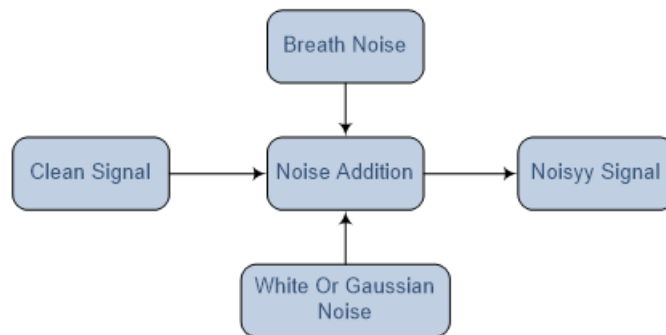 Breath Noise
Clean Signal
Noise Addition
Noisyy Signal
White Or Gaussian
Noise